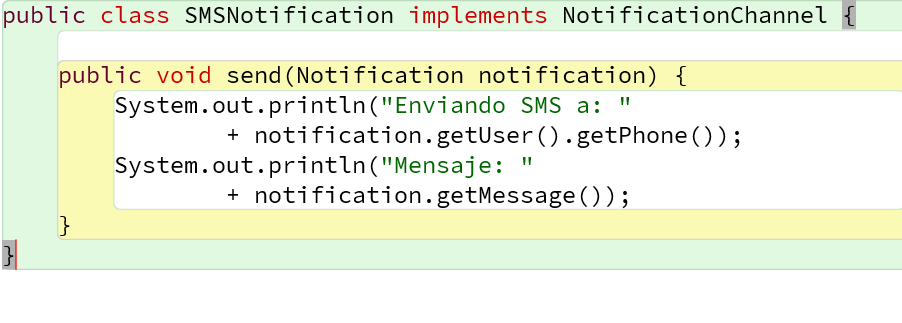 public class SMSNotification implements NotificationChannel {
public void send(Notification notification) {
System.out.println("Enviando SMS a: "
+ notification.getUser().getPhone());
System.out.println("Mensaje: "
+ notification.getMessage());
}
}